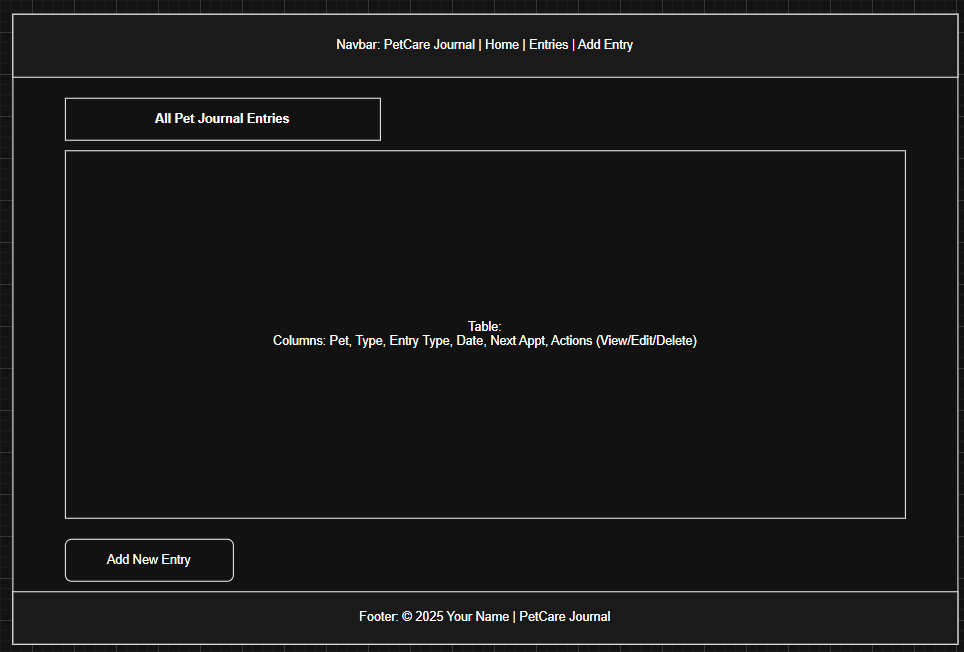 Navbar: PetCare Journal | Home | Entries | Add Entry
All Pet Journal Entries
Table:
Columns: Pet, Type, Entry Type, Date, Next Appt, Actions (View/Edit/Delete)
Add New Entry
Footer: © 2025 Your Name | PetCare Journal